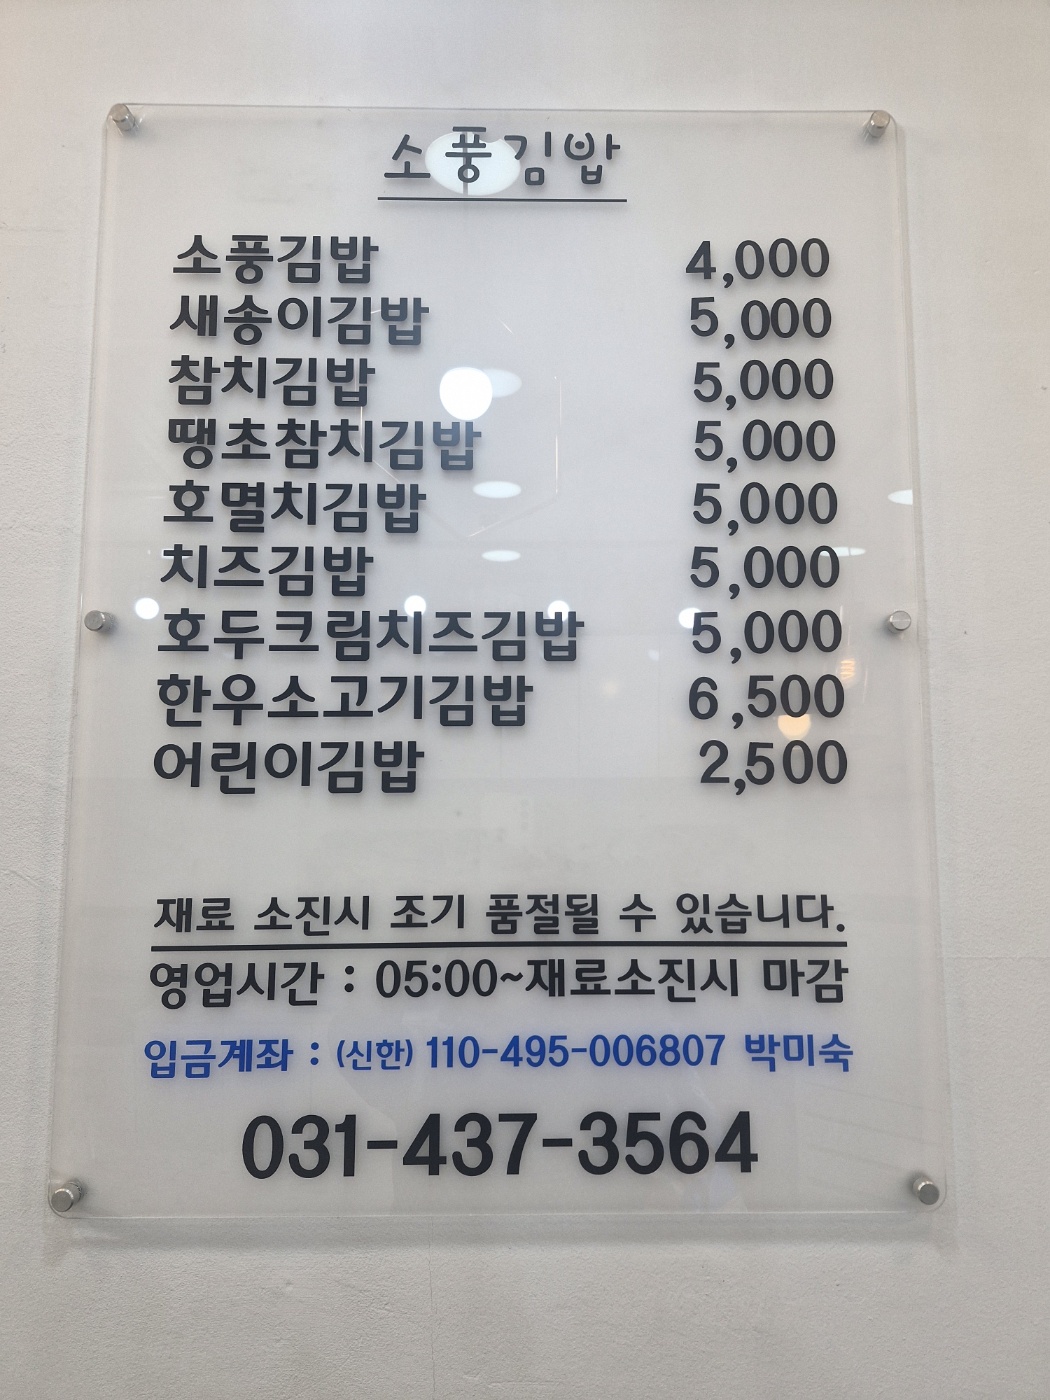 소풍김밥
소풍김밥 4,000
새송이김밥 5,000
참치김밥 5,000
땡초참치김밥 5,000
호멸치김밥 5,000
치즈김밥 5,000
호두크림치즈김밥 5,000
한우소고기김밥 6,500
어린이김밥 2,500
재료 소진시 조기 품절될 수 있습니다.
영업시간 : 05:00~재료소진시 마감
입금계좌 : (신한) 110-495-006807 박미숙
031-437-3564